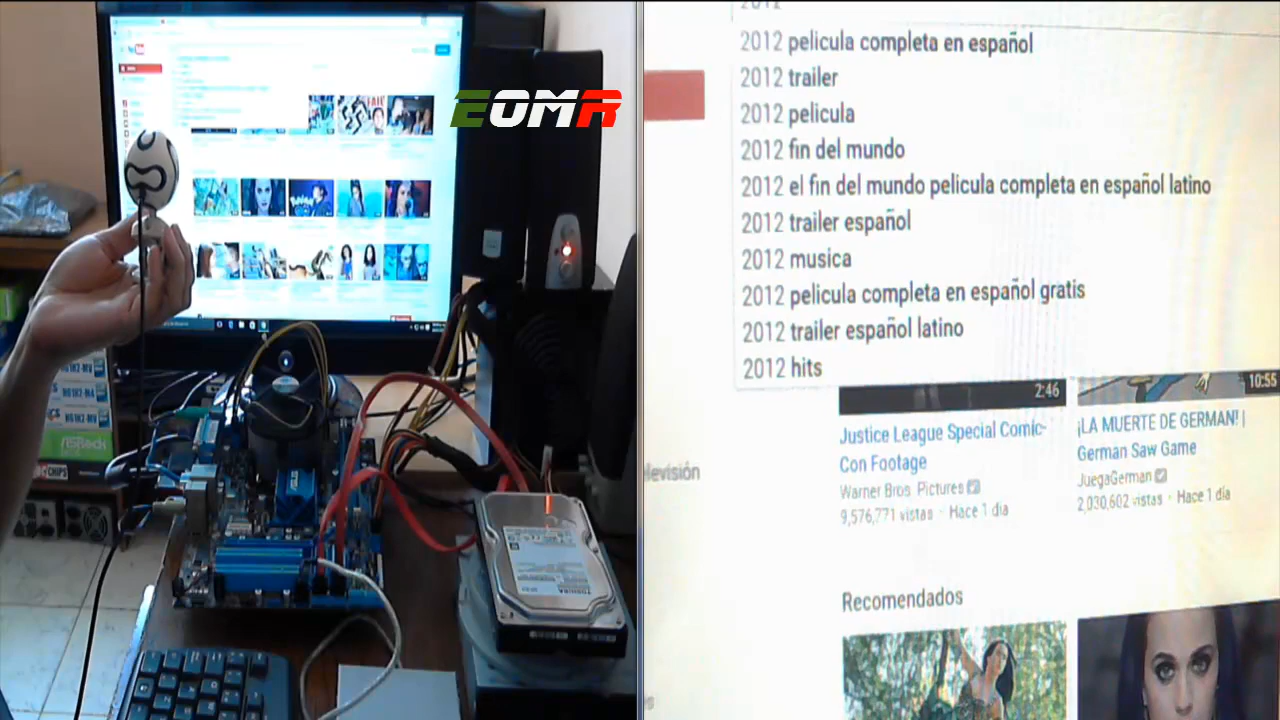 EOMR
ASRock
CHIPS
TOSHIBA
2012
2012 pelicula completa en español
2012 trailer
2012 pelicula
2012 fin del mundo
2012 el fin del mundo pelicula completa en español latino
2012 trailer español
2012 musica
2012 pelicula completa en español gratis
2012 trailer español latino
2012 hits
2:46
10:55
Justice League Special Comic-
Con Footage
Warner Bros. Pictures
9,576,771 vistas · Hace 1 día
¡LA MUERTE DE GERMAN! |
German Saw Game
JuegaGerman
2,030,602 vistas · Hace 1 día
levisión
Recomendados